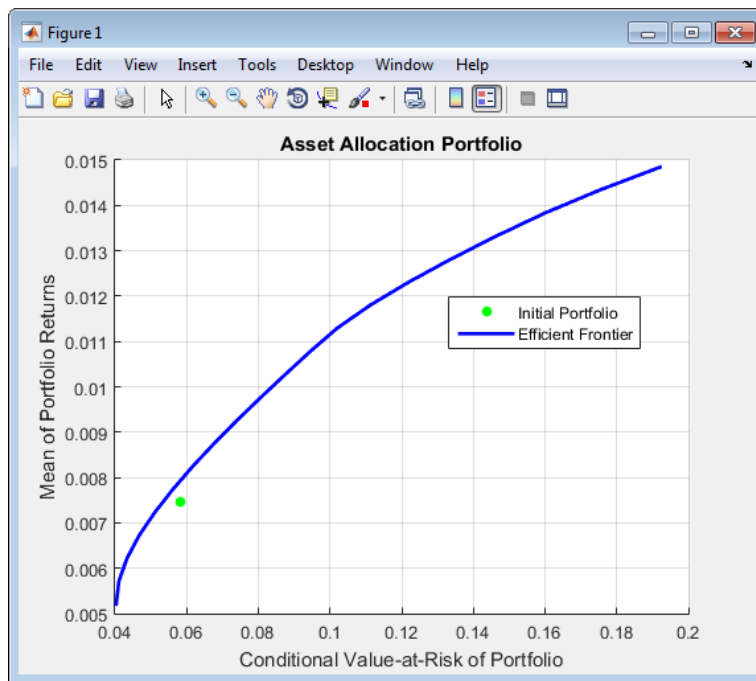 Figure 1
File Edit View Insert Tools Desktop Window Help
Asset Allocation Portfolio
0.015
0.014
0.013
0.012
0.011
0.01
0.009
0.008
0.007
0.006
0.005
Mean of Portfolio Returns
Initial Portfolio
Efficient Frontier
0.04 0.06 0.08 0.1 0.12 0.14 0.16 0.18 0.2
Conditional Value-at-Risk of Portfolio